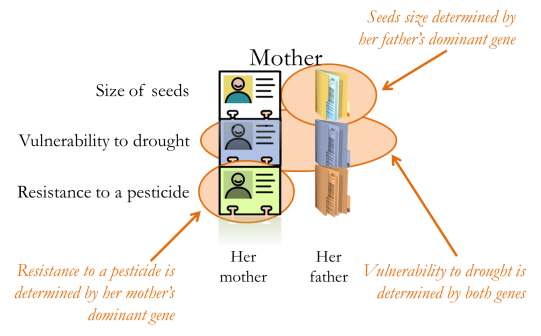 Seeds size determined by
her father's dominant gene
Mother
Size of seeds
Vulnerability to drought
Resistance to a pesticide
Her
mother
Her
father
Resistance to a pesticide is
determined by her mother's
dominant gene
Vulnerability to drought is
determined by both genes